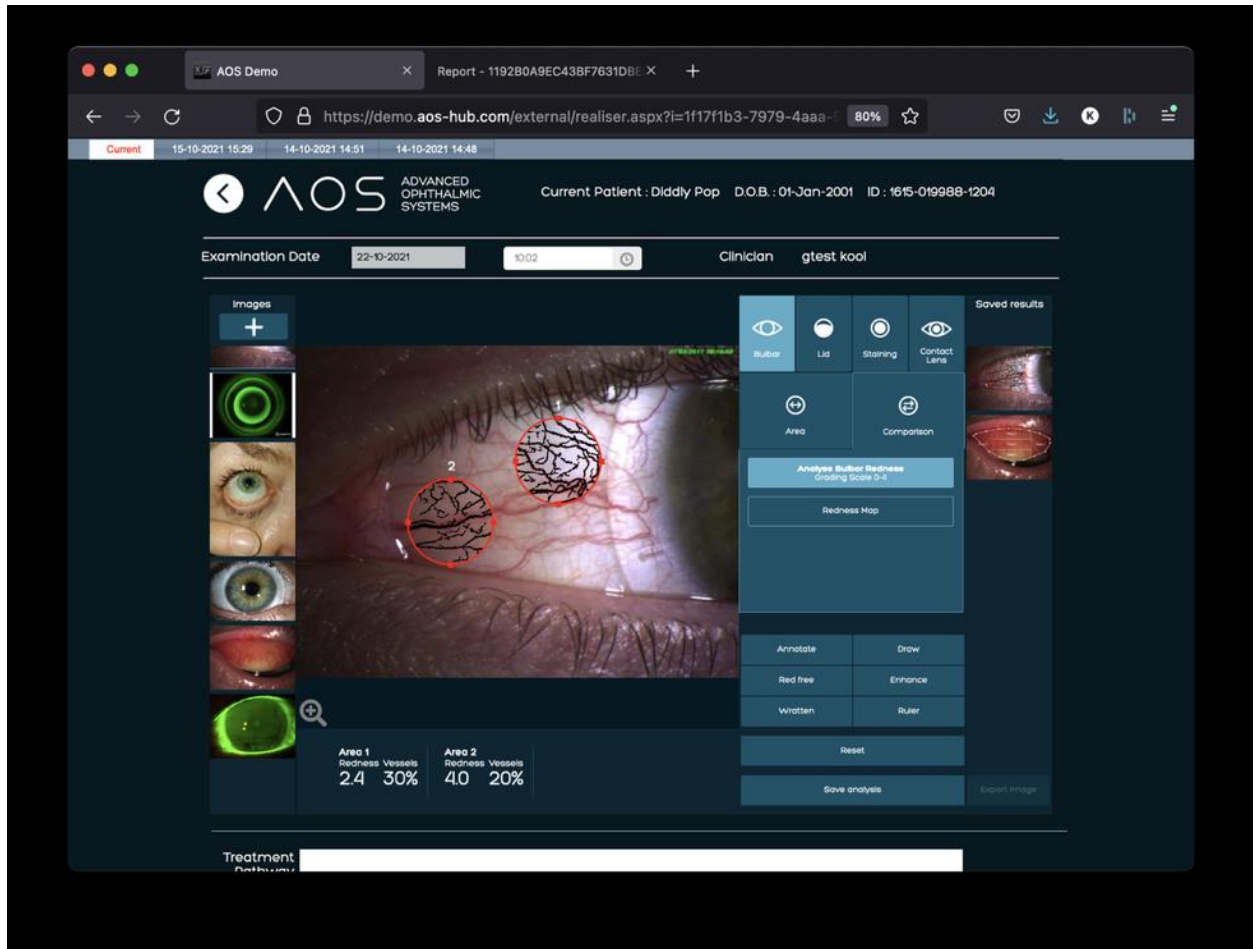 AOS Demo
Report - 1192B0A9EC43BF7631DBE
https://demo.aos-hub.com/external/realiser.aspx?i=1f17f1b3-7979-4aaa-
80%
K
Current 15-10-2021 15:29 14-10-2021 14:51 14-10-2021 14:48
AOS
ADVANCED
OPHTHALMIC
SYSTEMS
Current Patient : Diddly Pop D.O.B. : 01-Jan-2001 ID : 1615-019988-1204
Examination Date 22-10-2021 10:02 Clinician gtest kool
Images
Saved results
Bulbar Lid Staining Contact
Lens
Area Comparison
1
2
Analyse Bulbar Redness
Grading Scale 0-4
Redness Map
Annotate Draw
Red free Enhance
Wratten Ruler
Reset
Save analysis
Export Image
Area 1 Area 2
Redness Vessels Redness Vessels
2.4 30% 4.0 20%
Treatment
Pathway